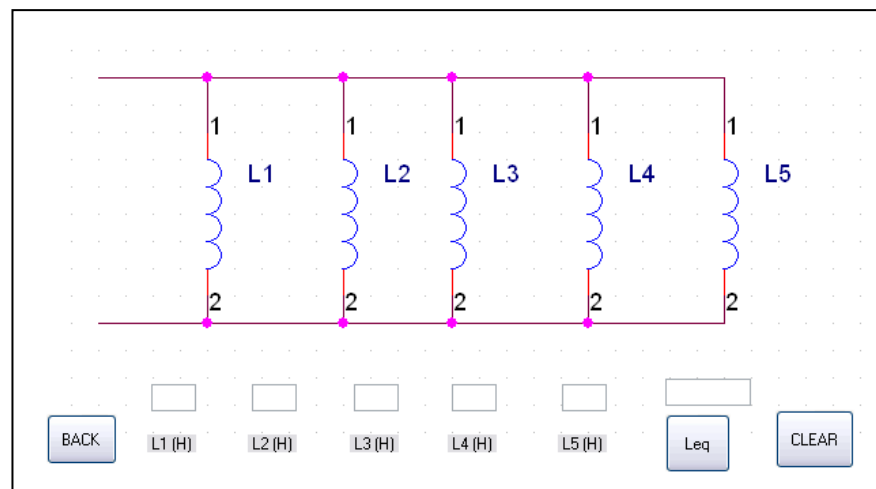 1 1 1 1 1
L1 L2 L3 L4 L5
2 2 2 2 2
BACK L1 (H) L2 (H) L3 (H) L4 (H) L5 (H) Leq CLEAR